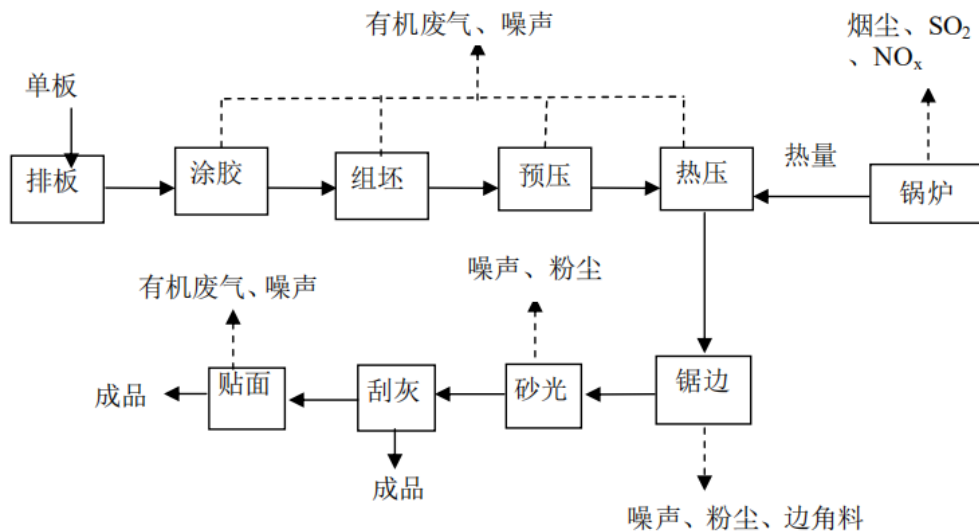 有机废气、噪声
烟尘、SO₂
、NOₓ
单板
排板
涂胶
组坯
预压
热压
热量
锅炉
有机废气、噪声
噪声、粉尘
成品
贴面
刮灰
砂光
锯边
成品
噪声、粉尘、边角料